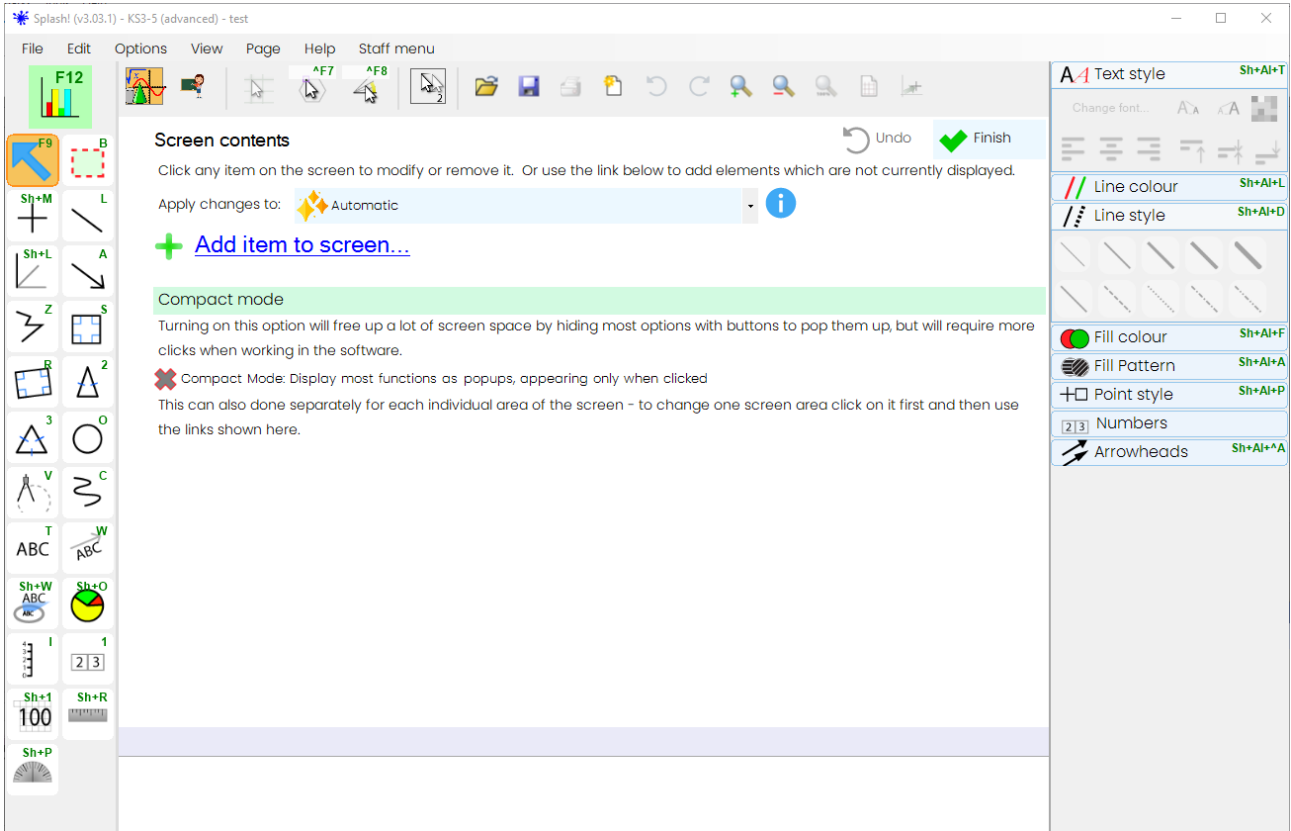 Splash! (v3.03.1) - KS3-5 (advanced) - test
File Edit Options View Page Help Staff menu
F12
^F7 ^F8
2
Text style Sh+Al+T
Change font... A A A
F9 B
Screen contents
Undo Finish
Click any item on the screen to modify or remove it. Or use the link below to add elements which are not currently displayed.
Sh+M L
Apply changes to: Automatic
Line colour Sh+Al+L
Line style Sh+Al+D
Sh+L A
Add item to screen...
Z S
Compact mode
Turning on this option will free up a lot of screen space by hiding most options with buttons to pop them up, but will require more
clicks when working in the software.
Fill colour Sh+Al+F
R 2
Compact Mode: Display most functions as popups, appearing only when clicked
Fill Pattern Sh+Al+A
This can also done separately for each individual area of the screen - to change one screen area click on it first and then use
the links shown here.
Point style Sh+Al+P
3 O
2 3 Numbers
Arrowheads Sh+Al+^A
V C
T W
ABC ABC
Sh+W Sh+O
ABC
ABC
I 1
4
3
2
1
0
2 3
Sh+1 Sh+R
100
Sh+P